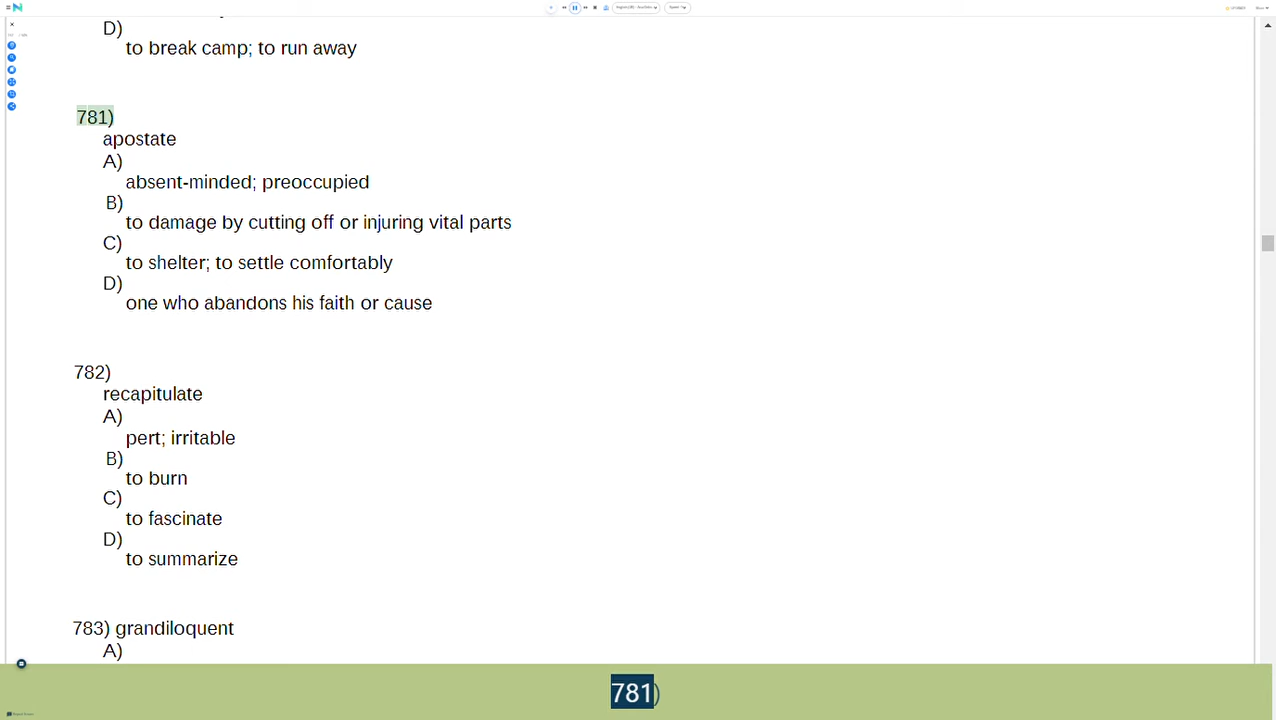 D)
to break camp; to run away
781)
apostate
A)
absent-minded; preoccupied
B)
to damage by cutting off or injuring vital parts
C)
to shelter; to settle comfortably
D)
one who abandons his faith or cause
782)
recapitulate
A)
pert; irritable
B)
to burn
C)
to fascinate
D)
to summarize
783) grandiloquent
A)
781)